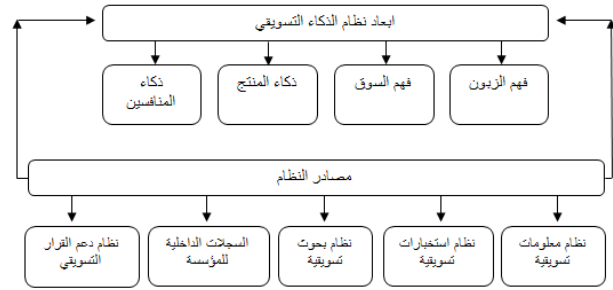 ابعاد نظام الذكاء التسويقي
فهم الزبون
فهم السوق
ذكاء المنتج
ذكاء
المنافسين
مصادر النظام
نظام معلومات
تسويقية
نظام استخبارات
تسويقية
نظام بحوث
تسويقية
السجلات الداخلية
للمؤسسة
نظام دعم القرار
التسويقي